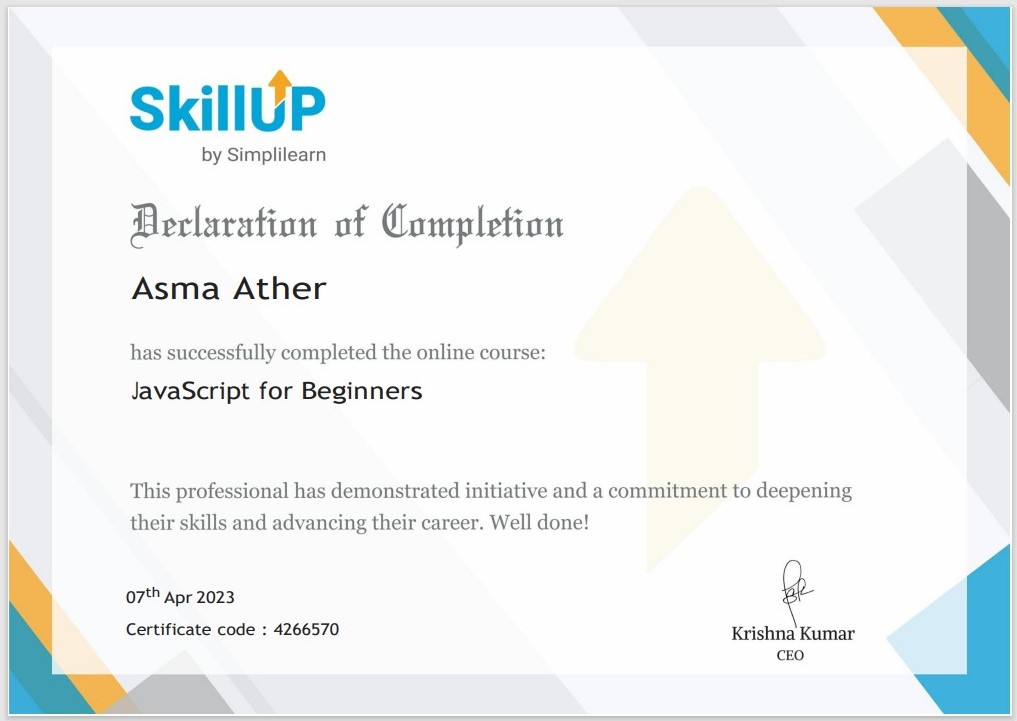 SkillUP
by Simplilearn
Declaration of Completion
Asma Ather
has successfully completed the online course:
JavaScript for Beginners
This professional has demonstrated initiative and a commitment to deepening
their skills and advancing their career. Well done!
07th Apr 2023
Certificate code : 4266570
Krishna Kumar
CEO